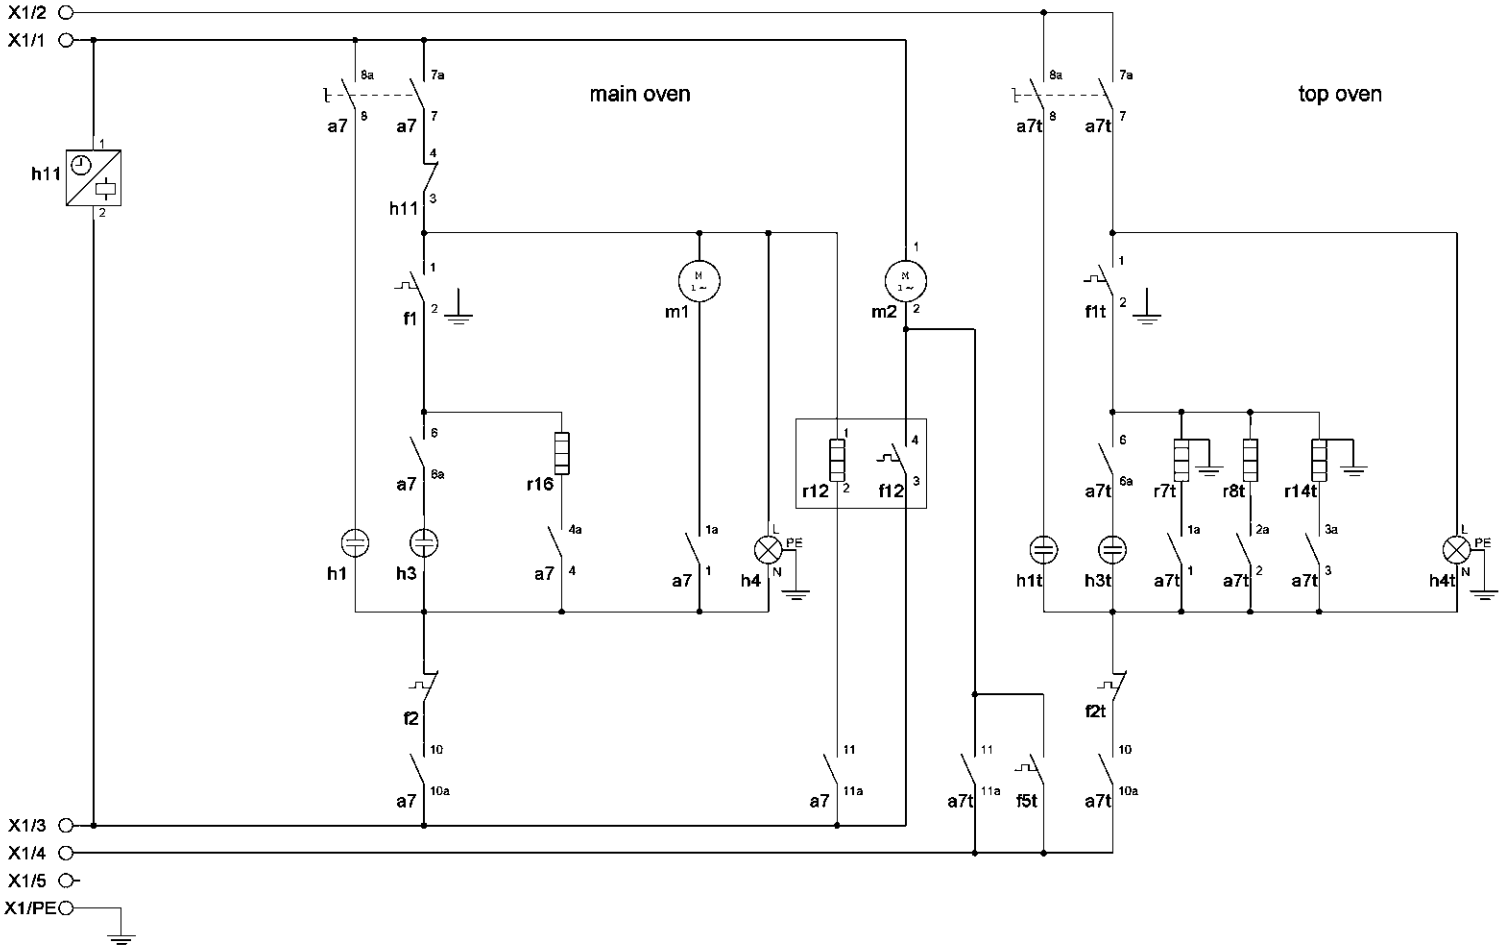 X1/2
X1/1
8a
7a
main oven
8a
7a
top oven
a7 8
a7 7
a7t 8
a7t 7
4
1
h11
3
2
h11
1
M
1~
1
M
1~
1
2
f1
m1
m2 2
2
f1t
6
1
4
6
6a
a7
r16
r12 2
f12 3
6a
a7t
r7t
r8t
r14t
4a
1a
L
PE
1a
2a
3a
L
PE
h1
h3
a7 4
a7 1
h4 N
h1t
h3t
a7t 1
a7t 2
a7t 3
h4t N
f2
f2t
10
11
11
10
10a
a7
11a
a7
11a
a7t
f5t
10a
a7t
X1/3
X1/4
X1/5
X1/PE